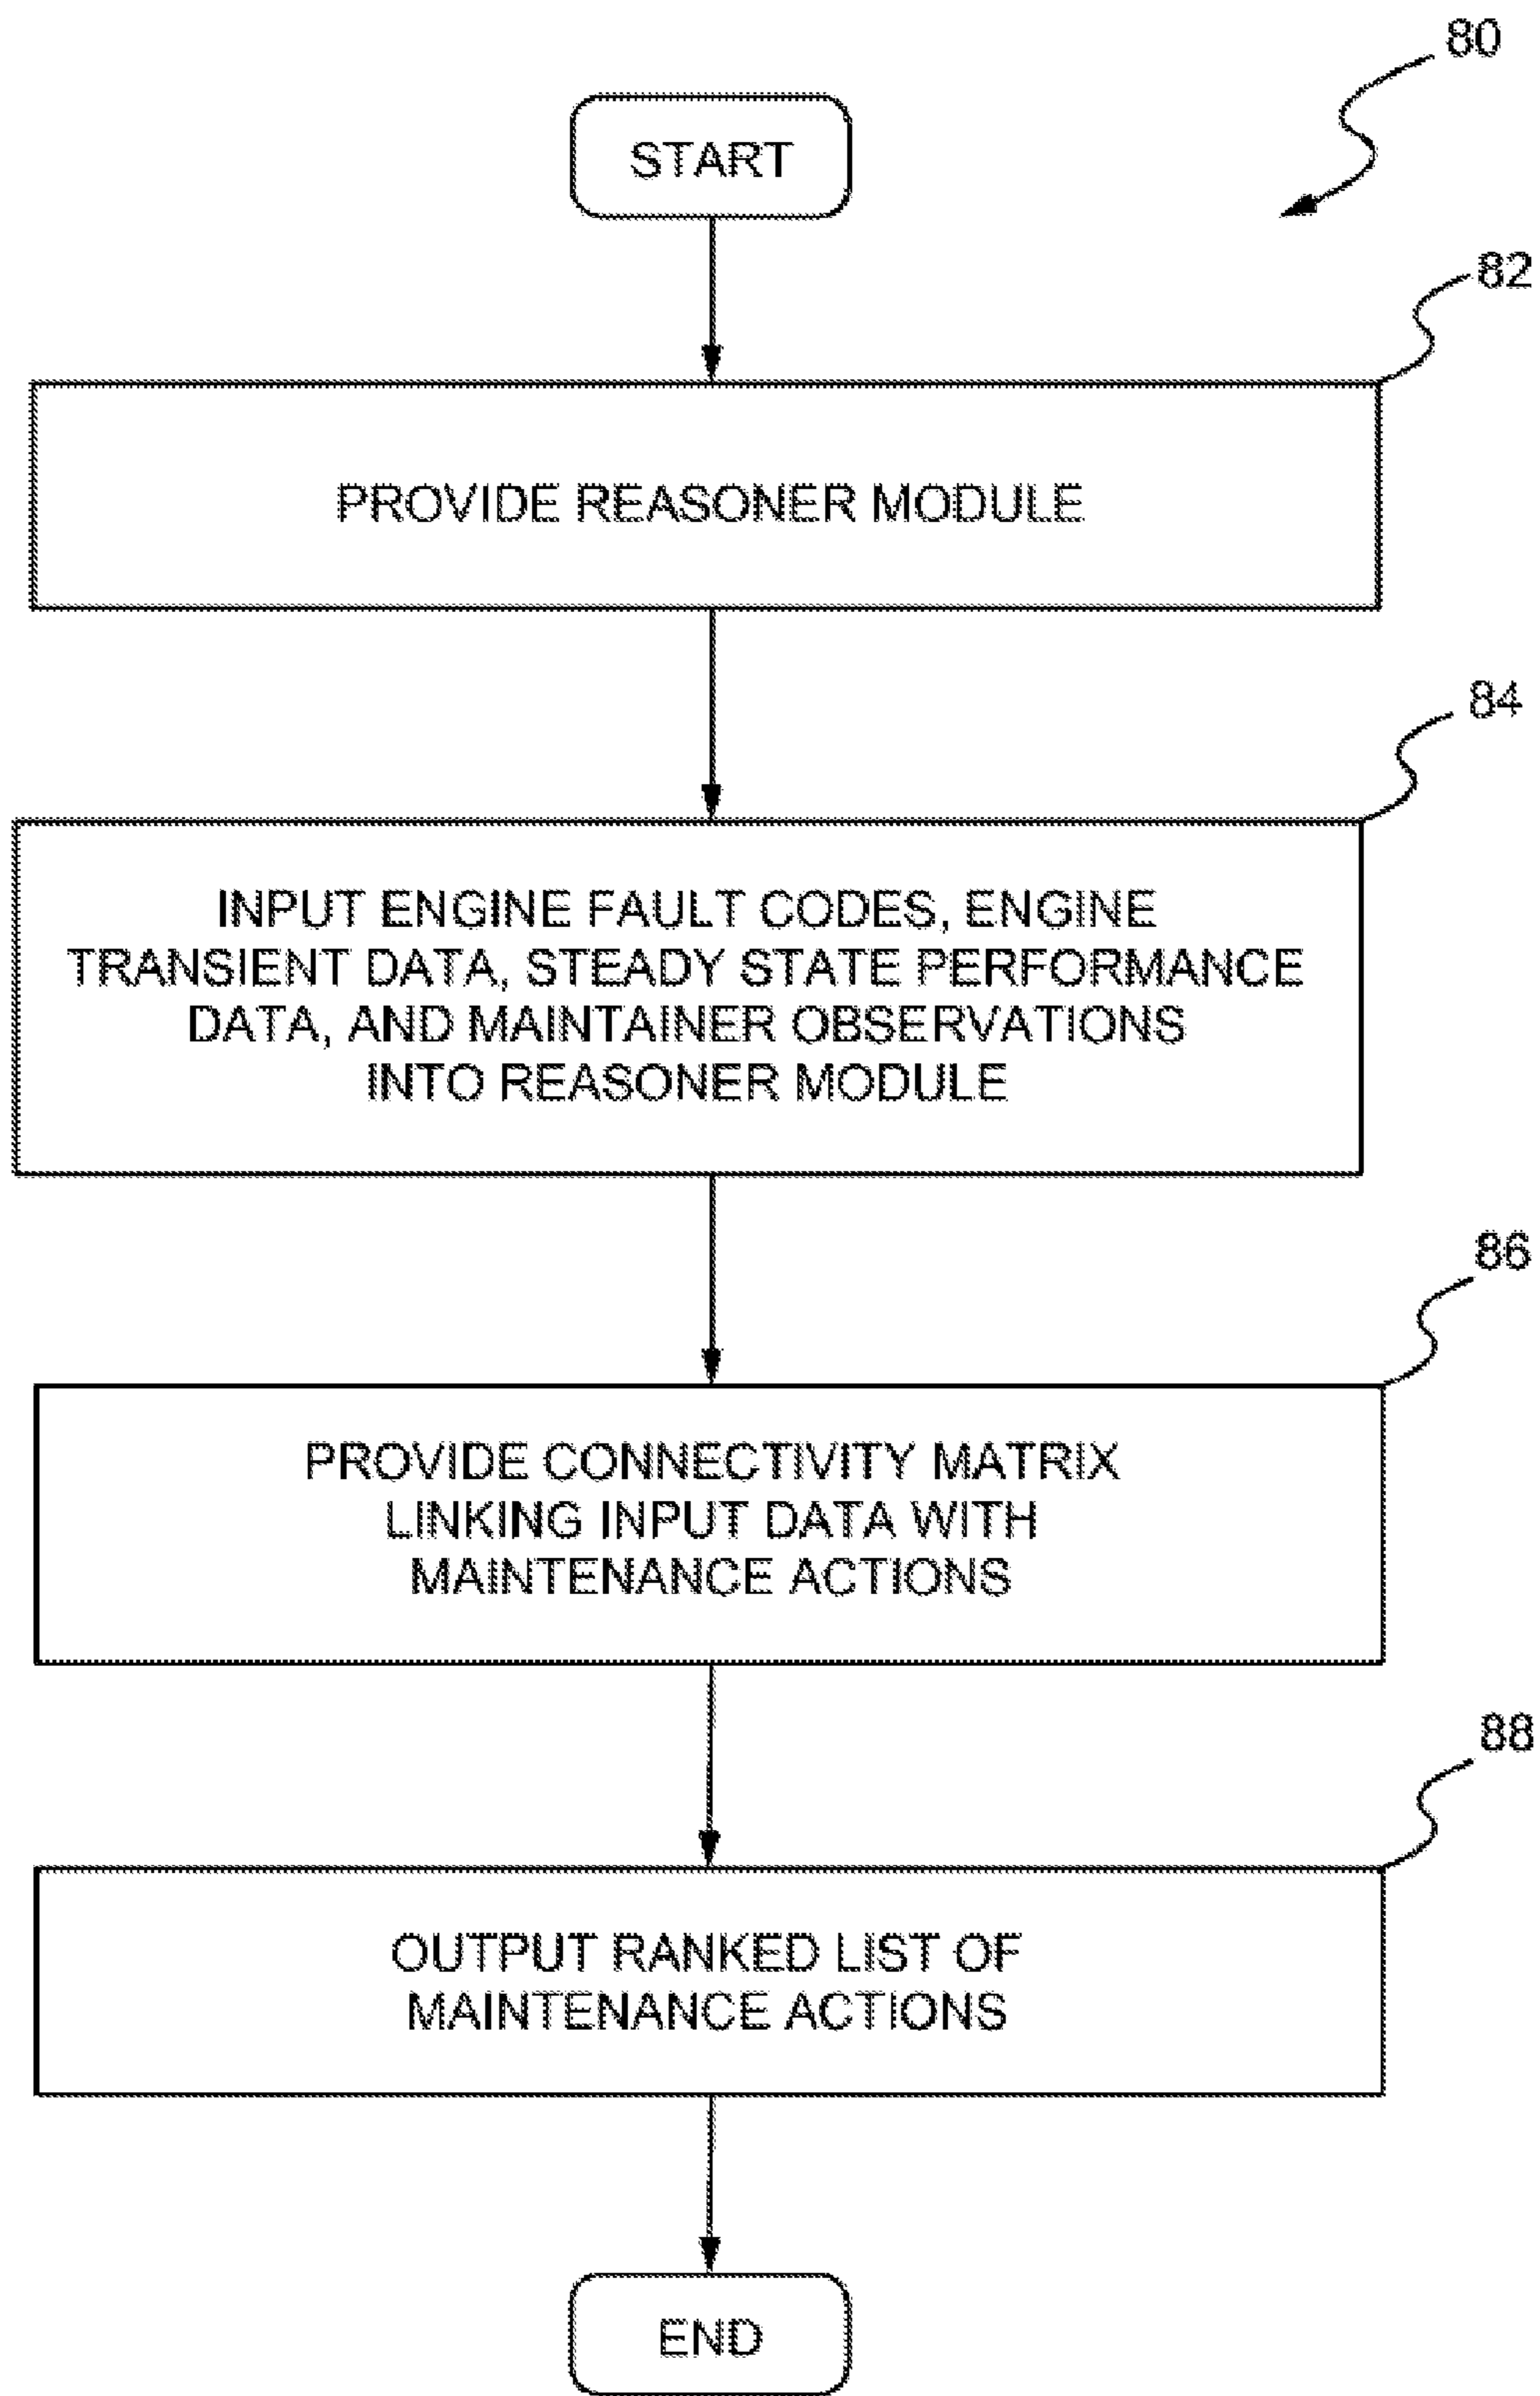 80
START
82
PROVIDE REASONER MODULE
84
INPUT ENGINE FAULT CODES, ENGINE
TRANSIENT DATA, STEADY STATE PERFORMANCE
DATA, AND MAINTAINER OBSERVATIONS
INTO REASONER MODULE
86
PROVIDE CONNECTIVITY MATRIX
LINKING INPUT DATA WITH
MAINTENANCE ACTIONS
88
OUTPUT RANKED LIST OF
MAINTENANCE ACTIONS
END